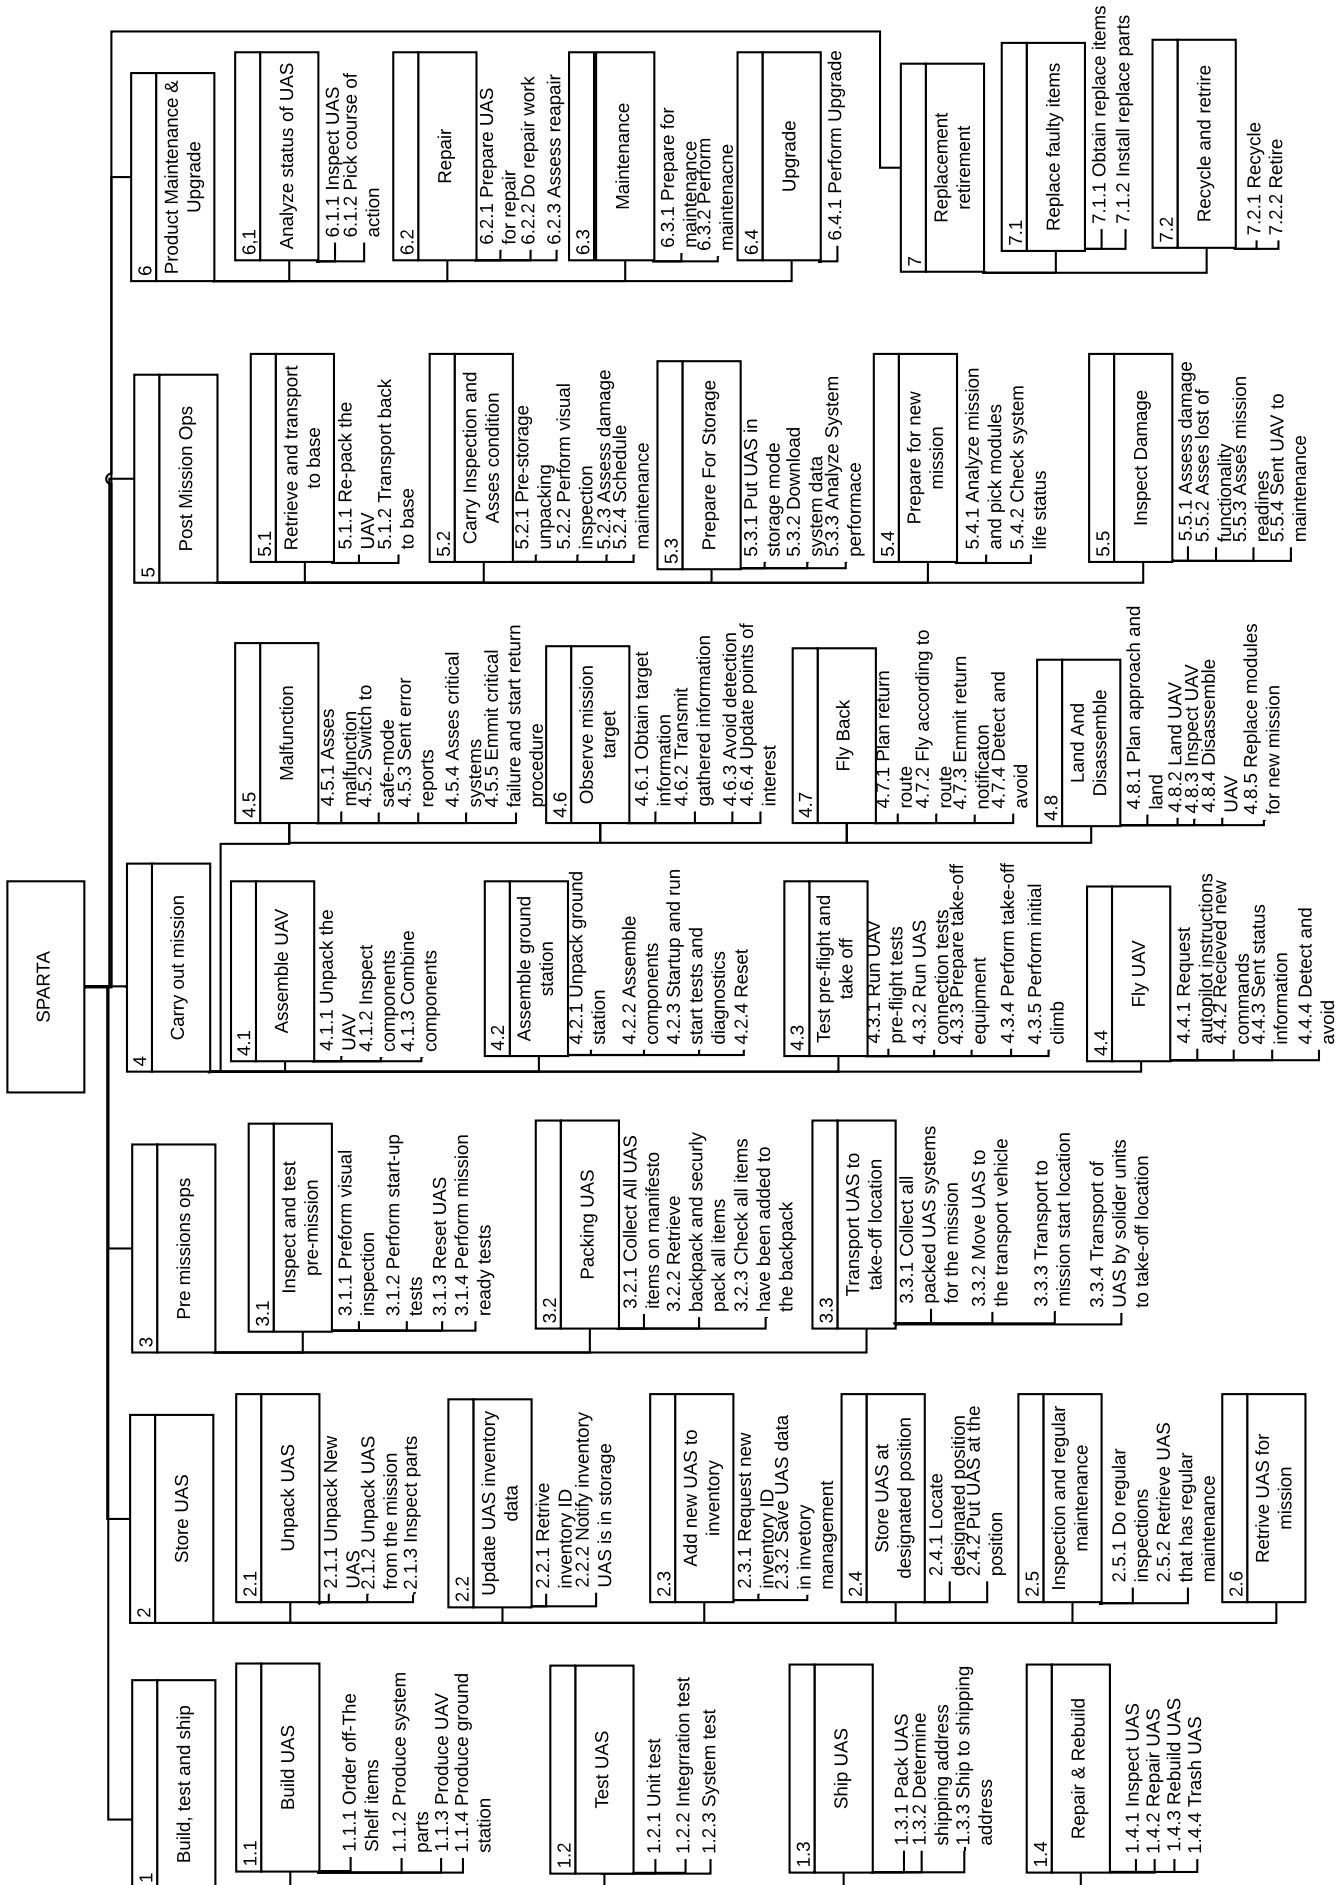 SPARTA
1
Build, test and ship
1.1
Build UAS
1.1.1 Order off-The
Shelf items
1.1.2 Produce system
parts
1.1.3 Produce UAV
1.1.4 Produce ground
station
1.2
Test UAS
1.2.1 Unit test
1.2.2 Integrration test
1.2.3 System test
1.3
Ship UAS
1.3.1 Pack UAS
1.3.2 Determine
shipping address
1.3.3 Ship to shipping
address
1.4
Repair & Rebuild
1.4.1 Inspect UAS
1.4.2 Repair UAS
1.4.3 Rebuild UAS
1.4.4 Trash UAS
2
Store UAS
2.1
Unpack UAS
2.1.1 Unpack New
UAS
2.1.2 Unpack UAS
from the mission
2.1.3 Inspect parts
2.2
Update UAS inventory
data
2.2.1 Retrive
inventory ID
2.2.2 Notify inventory
UAS is in storage
2.3
Add new UAS to
inventory
2.3.1 Request new
inventory ID
2.3.2 Save UAS data
in invetory
management
2.4
Store UAS at
designated position
2.4.1 Locate
designated position
2.4.2 Put UAS at the
position
2.5
Inspection and regular
maintenance
2.5.1 Do regular
inspections
2.5.2 Retrieve UAS
that has regular
maintenance
2.6
Retrive UAS for
mission
3
Pre missions ops
3.1
Inspect and test
pre-mission
3.1.1 Preform visual
inspection
3.1.2 Perform start-up
tests
3.1.3 Reset UAS
3.1.4 Perform mission
ready tests
3.2
Packing UAS
3.2.1 Collect All UAS
items on manifesto
3.2.2 Retrieve
backpack and securly
pack all items
3.2.3 Check all items
have been added to
the backpack
3.3
Transport UAS to
take-off location
3.3.1 Collect all
packed UAS systems
for the mission
3.3.2 Move UAS to
the transport vehicle
3.3.3 Transport to
mission start location
3.3.4 Transport of
UAS by solider units
to take-off location
4
Carry out mission
4.1
Assemble UAV
4.1.1 Unpack the
UAV
4.1.2 Inspect
components
4.1.3 Combine
components
4.2
Assemble ground
station
4.2.1 Unpack ground
station
4.2.2 Assemble
components
4.2.3 Startup and run
start tests and
diagnostics
4.2.4 Reset
4.3
Test pre-flight and
take off
4.3.1 Run UAV
pre-flight tests
4.3.2 Run UAS
connection tests
4.3.3 Prepare take-off
equipment
4.3.4 Perform take-off
4.3.5 Perform initial
climb
4.4
Fly UAV
4.4.1 Request
autopilot instructions
4.4.2 Recieved new
commands
4.4.3 Sent status
information
4.4.4 Detect and
avoid
4.5
Malfunction
4.5.1 Asses
malfunction
4.5.2 Switch to
safe-mode
4.5.3 Sent error
reports
4.5.4 Asses critical
systems
4.5.5 Emmit critical
failure and start return
procedure
4.6
Observe mission
target
4.6.1 Obtain target
information
4.6.2 Transmit
gathered information
4.6.3 Avoid detection
4.6.4 Update points of
interest
4.7
Fly Back
4.7.1 Plan return
route
4.7.2 Fly according to
route
4.7.3 Emmit return
notificaton
4.7.4 Detect and
avoid
4.8
Land And
Disassemble
4.8.1 Plan approach and
land
4.8.2 Land UAV
4.8.3 Inspect UAV
4.8.4 Disassemble
UAV
4.8.5 Replace modules
for new mission
5
Post Mission Ops
5.1
Retrieve and transport
to base
5.1.1 Re-pack the
UAV
5.1.2 Transport back
to base
5.2
Carry Inspection and
Asses condition
5.2.1 Pre-storage
unpacking
5.2.2 Perform visual
inspection
5.2.3 Assess damage
5.2.4 Schedule
maintenance
5.3
Prepare For Storage
5.3.1 Put UAS in
storage mode
5.3.2 Download
system data
5.3.3 Analyze System
performace
5.4
Prepare for new
mission
5.4.1 Analyze mission
and pick modules
5.4.2 Check system
life status
5.5
Inspect Damage
5.5.1 Assess damage
5.5.2 Asses lost of
functionality
5.5.3 Asses mission
readines
5.5.4 Sent UAV to
maintenance
6
Product Maintenance &
Upgrade
6,1
Analyze status of UAS
6.1.1 Inspect UAS
6.1.2 Pick course of
action
6.2
Repair
6.2.1 Prepare UAS
for repair
6.2.2 Do repair work
6.2.3 Assess reapair
6.3
Maintenance
6.3.1 Prepare for
maintenance
6.3.2 Perform
maintenacne
6.4
Upgrade
6.4.1 Perform Upgrade
7
Replacement
retirement
7.1
Replace faulty items
7.1.1 Obtain replace items
7.1.2 Install replace parts
7.2
Recycle and retrire
7.2.1 Recycle
7.2.2 Retire